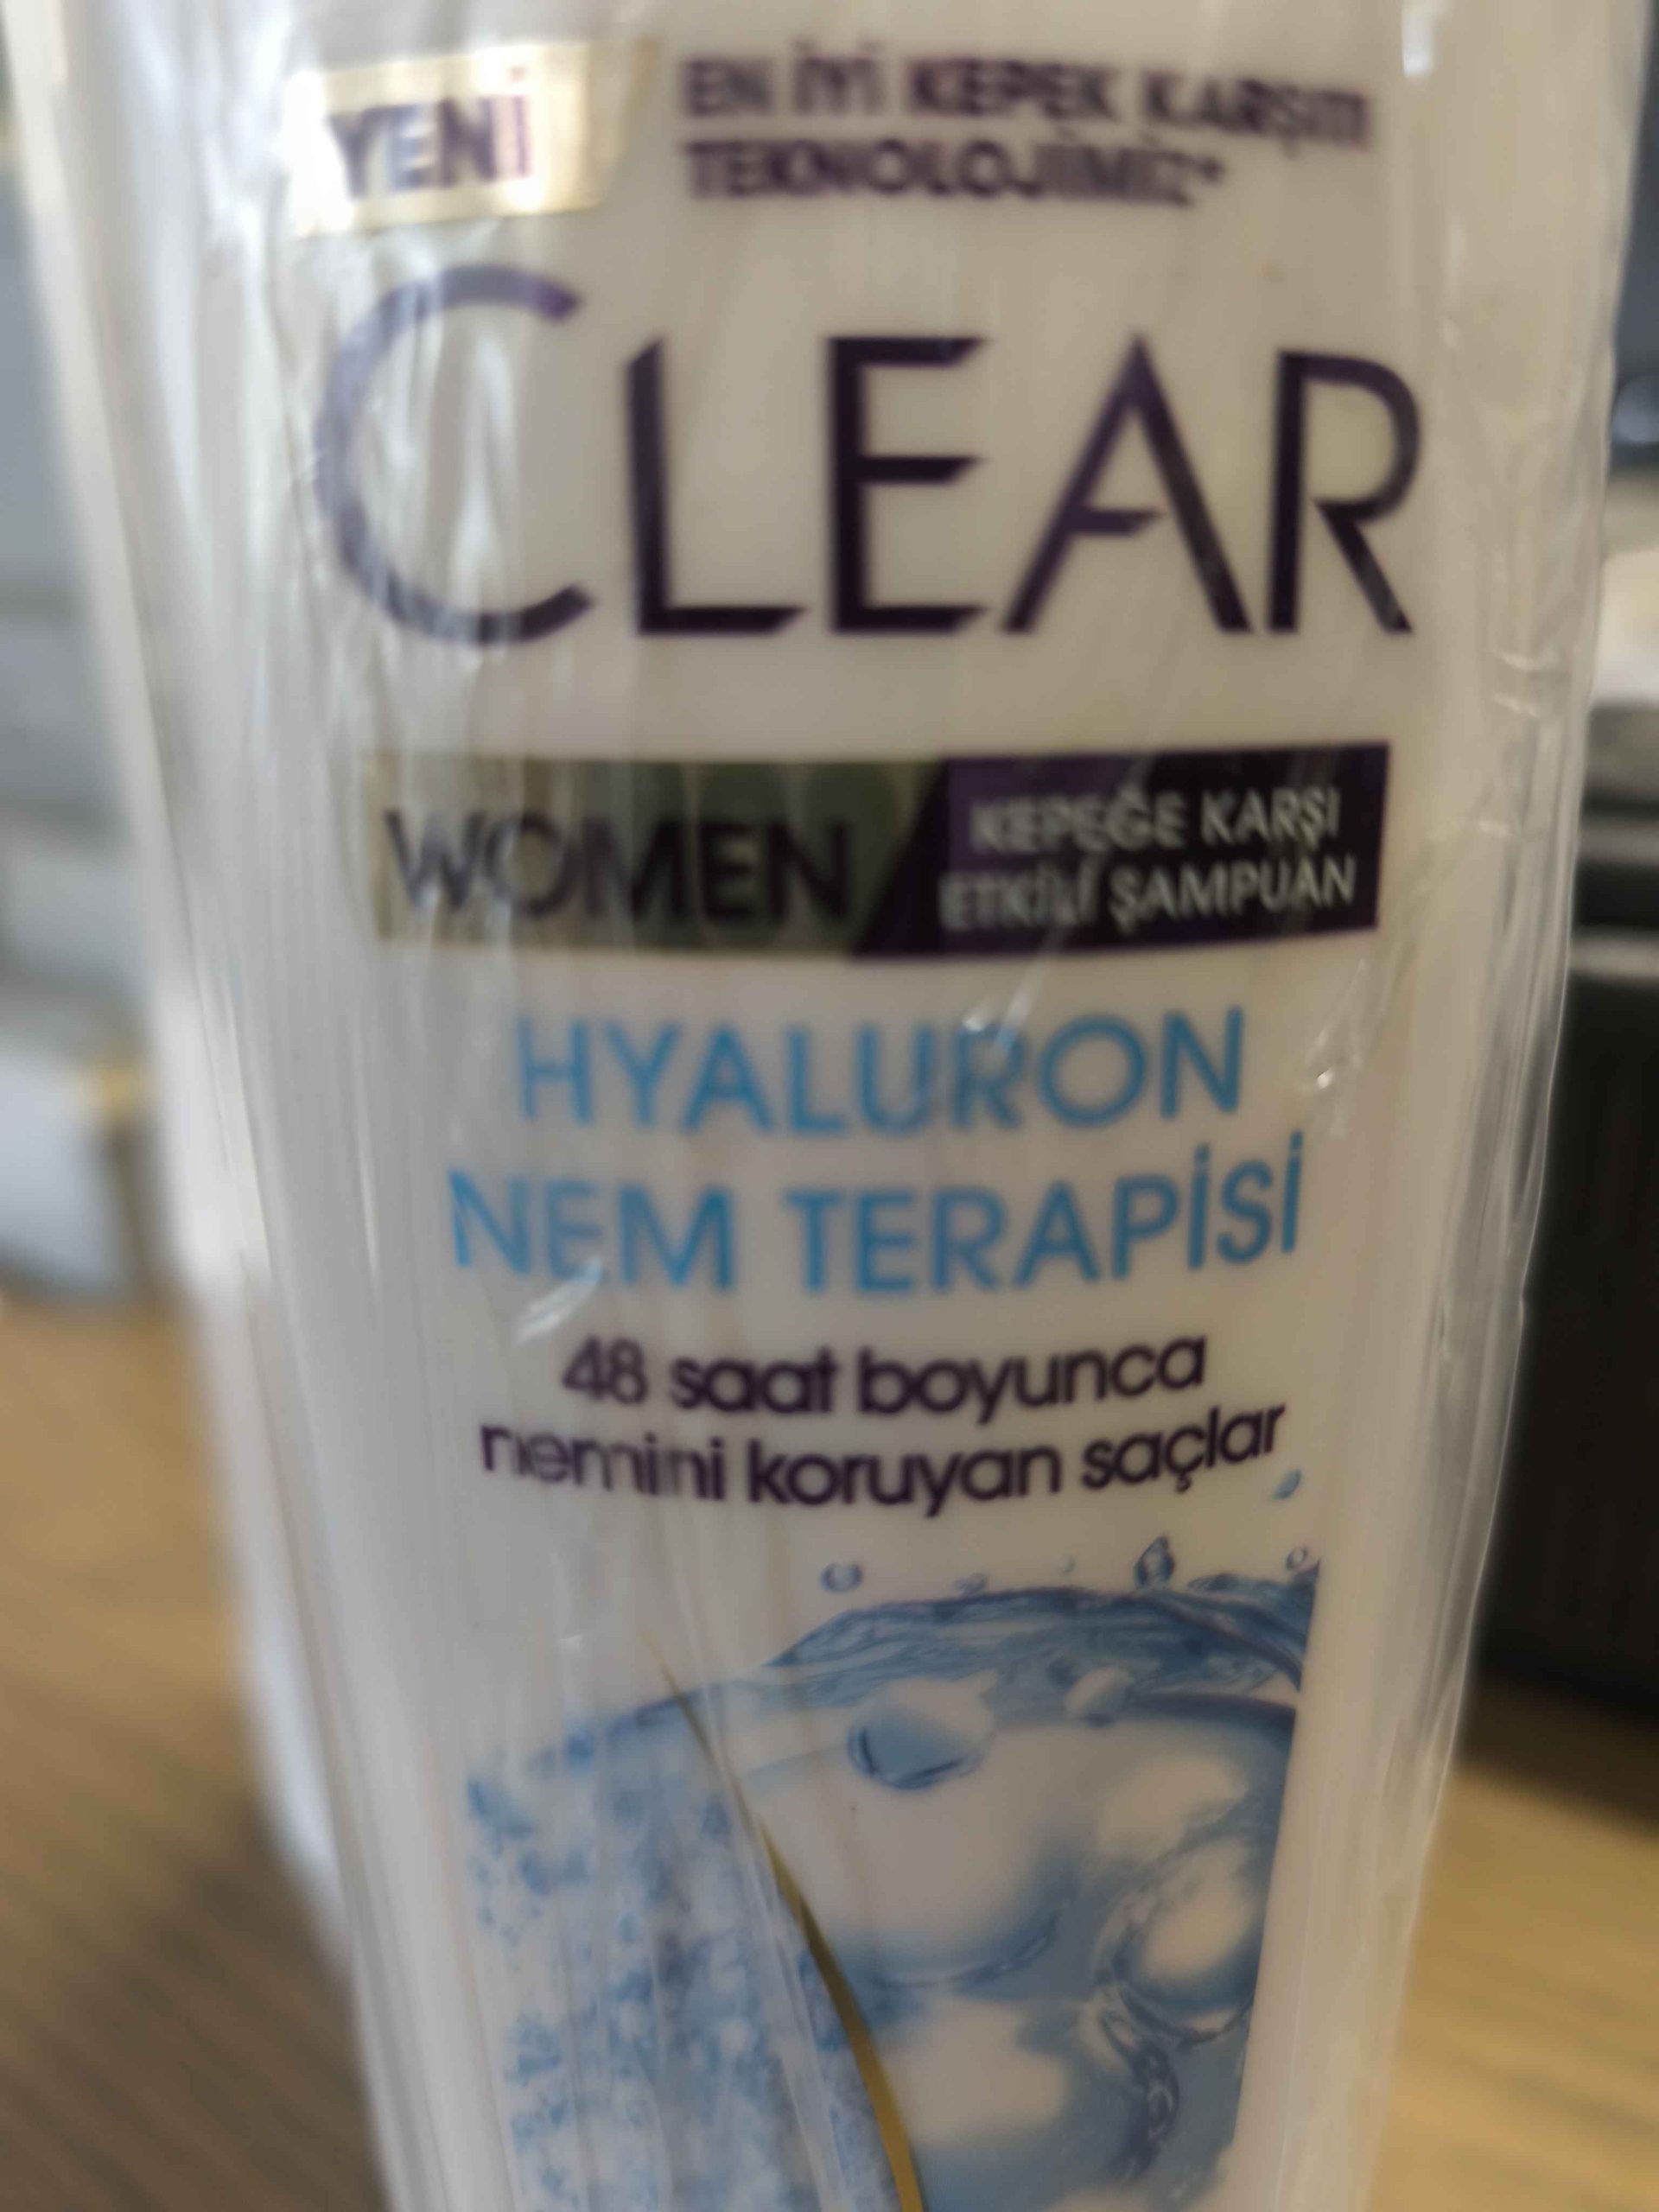 YENİ
EN İYİ KEPEK KARŞITI
TEKNOLOJİMİZ*
CLEAR
WOMEN
KEPEĞE KARŞI
ETKİLİ ŞAMPUAN
HYALURON
NEM TERAPİSİ
48 saat boyunca
nemini koruyan saçlar